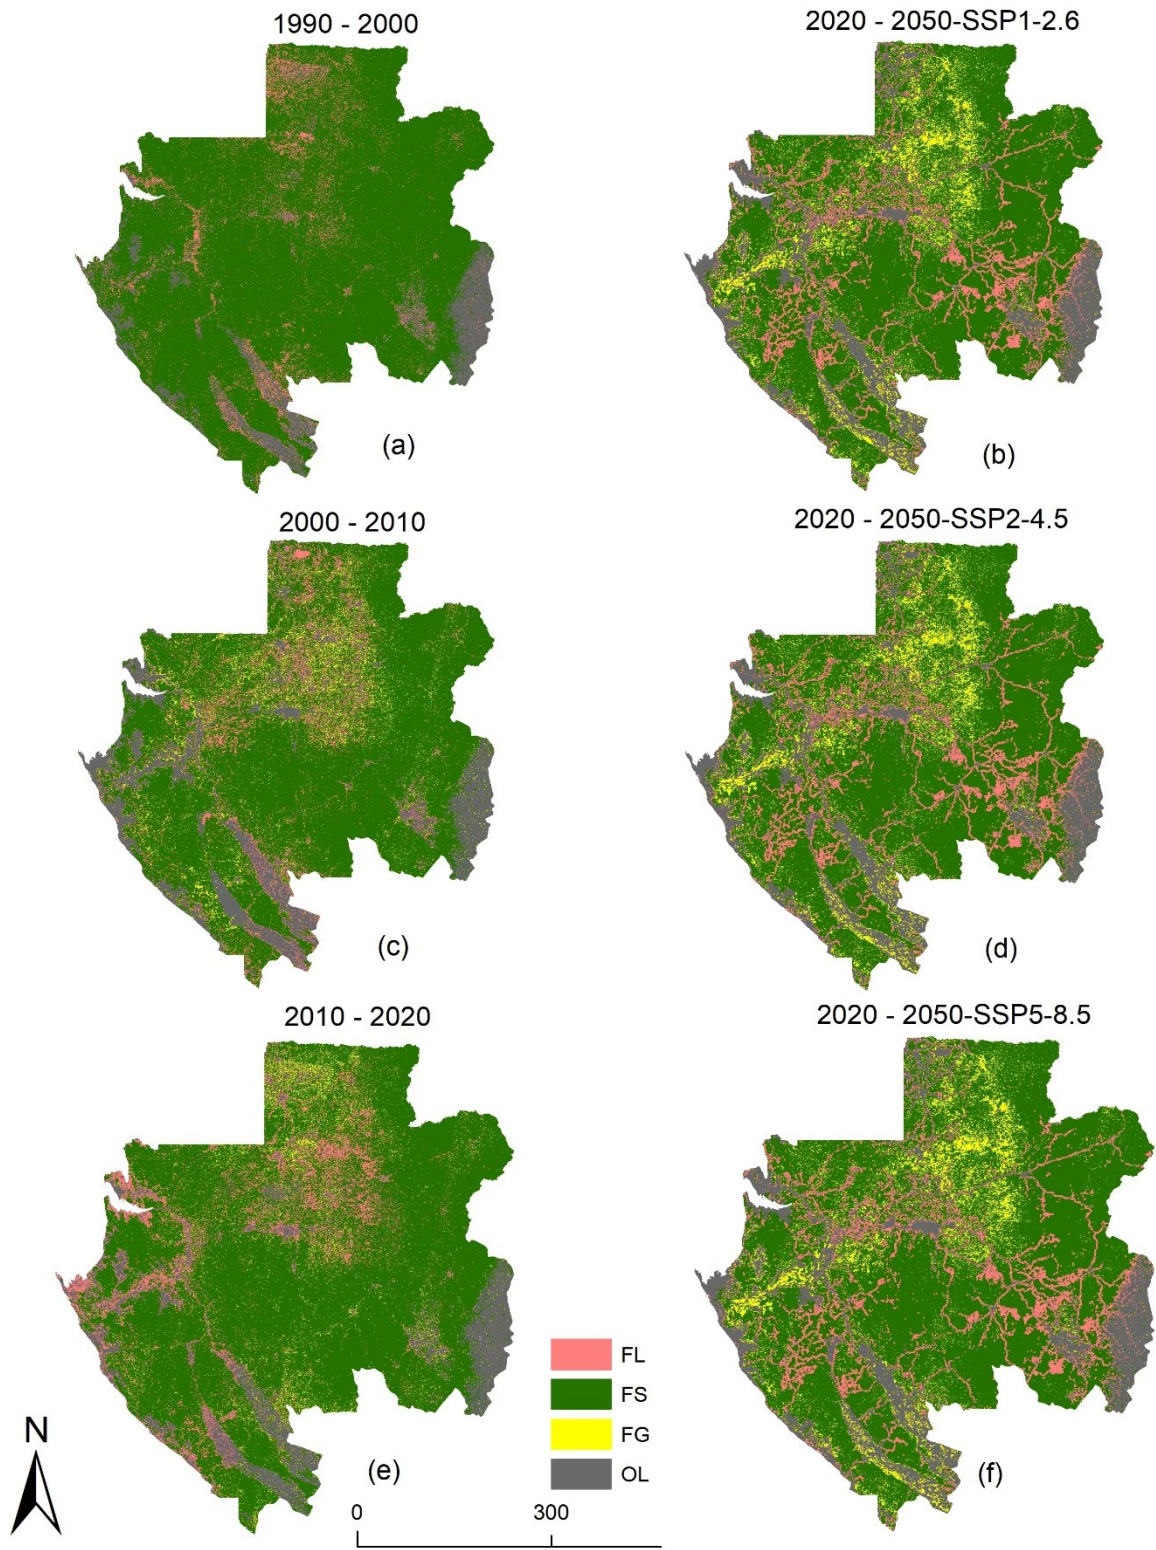 1990 - 2000
2020 - 2050-SSP1-2.6
(a)
(b)
2000 - 2010
2020 - 2050-SSP2-4.5
(c)
(d)
2010 - 2020
2020 - 2050-SSP5-8.5
FL
FS
FG
OL
N
(e)
(f)
0
300